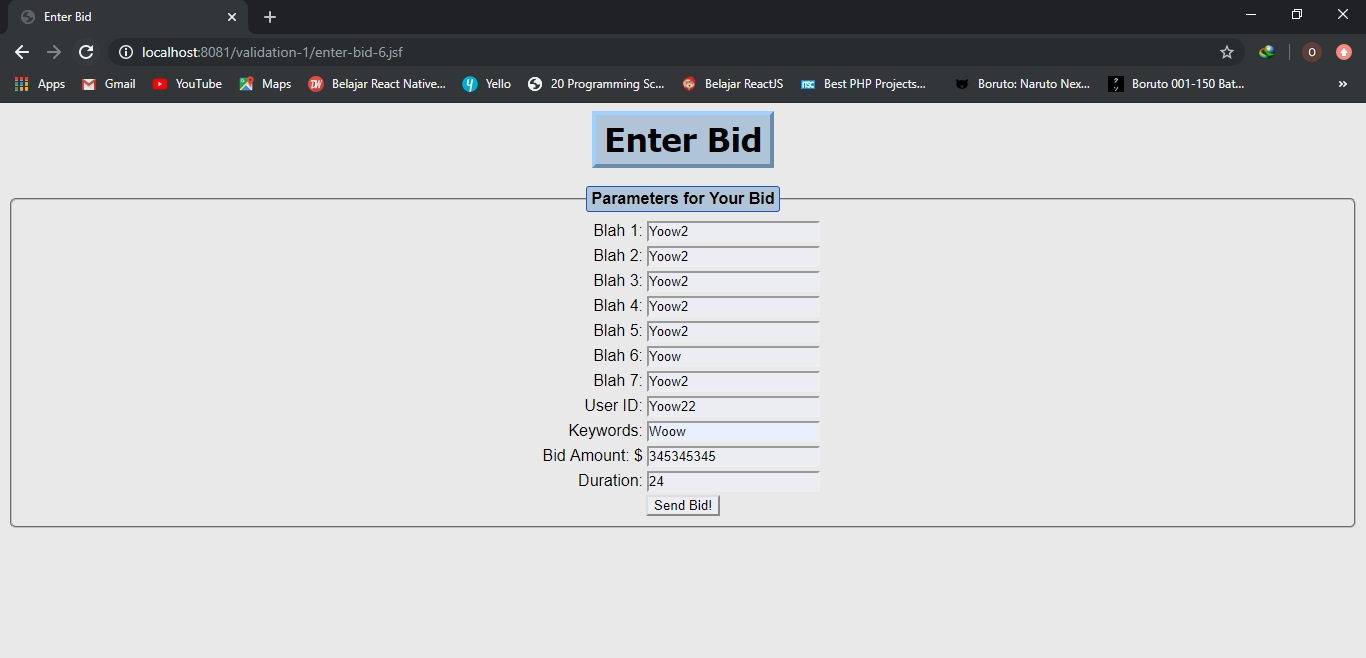 Enter Bid
localhost:8081/validation-1/enter-bid-6.jsf
O
Apps Gmail YouTube Maps Belajar React Native... Yello 20 Programming Sc... Belajar ReactJS Best PHP Projects... Boruto: Naruto Nex... Boruto 001-150 Bat... »
Enter Bid
Parameters for Your Bid
Blah 1: Yoow2
Blah 2: Yoow2
Blah 3: Yoow2
Blah 4: Yoow2
Blah 5: Yoow2
Blah 6: Yoow
Blah 7: Yoow2
User ID: Yoow22
Keywords: Woow
Bid Amount: $ 345345345
Duration: 24
Send Bid!